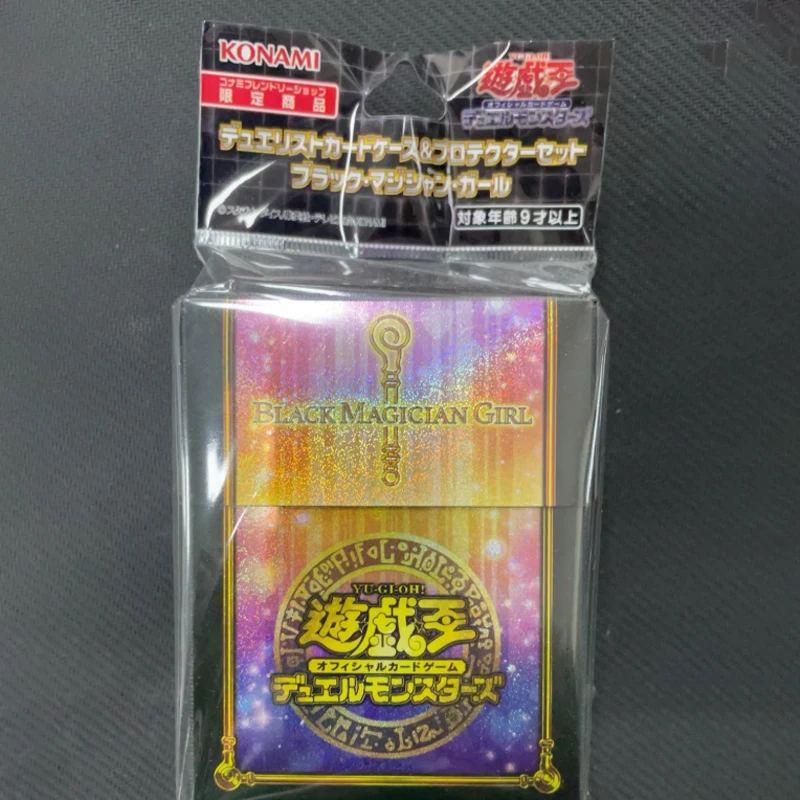 KONAMI
コナミフレンドリーショップ
限定商品
YU-GI-OH!
遊戯王
オフィシャルカードゲーム
デュエルモンスターズ
デュエリストカードケース&プロテクターセット
ブラック・マジシャン・ガール
対象年齢9才以上
BLACK MAGICIAN GIRL
YU-GI-OH!
遊戯王
オフィシャルカードゲーム
デュエルモンスターズ